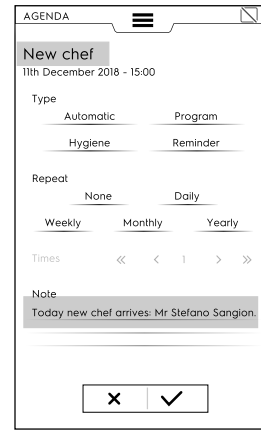 AGENDA
New chef
11th December 2018 - 15:00
Type
Automatic Program
Hygiene Reminder
Repeat
None Daily
Weekly Monthly Yearly
Times « < 1 > »
Note
Today new chef arrives: Mr Stefano Sangion.